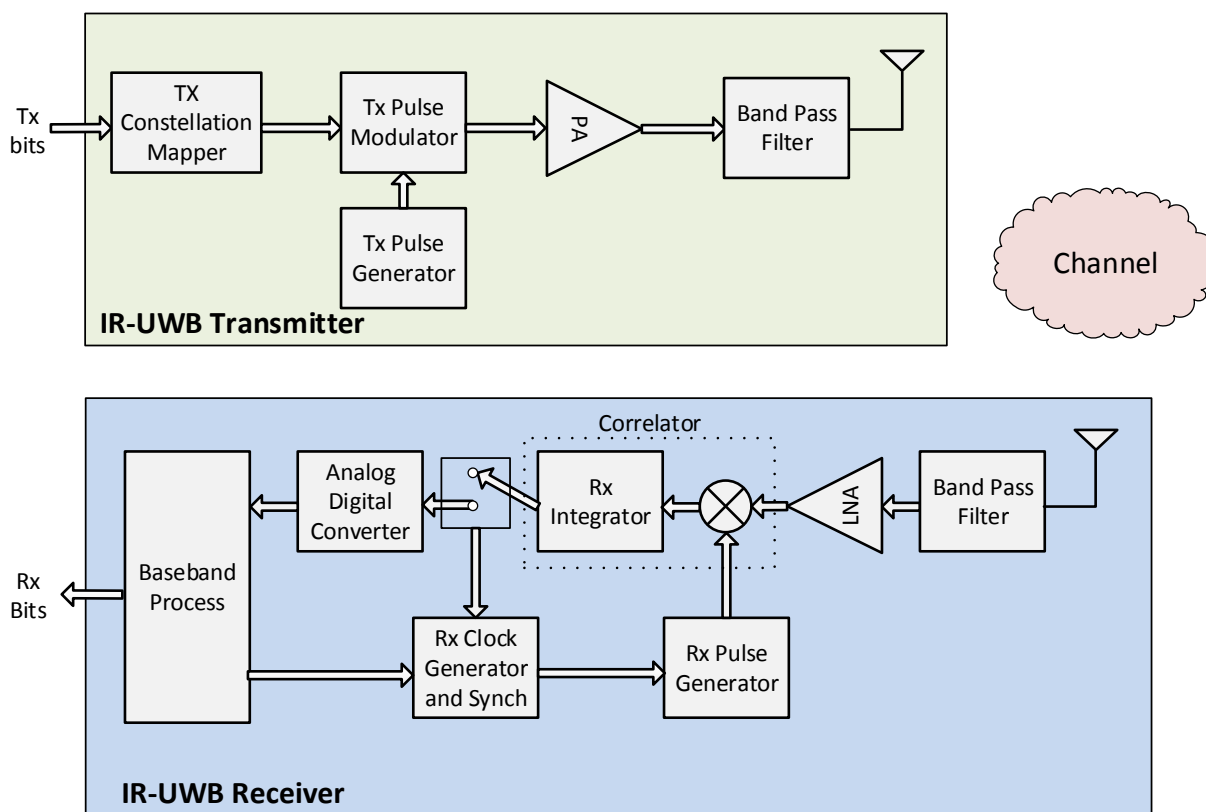 Tx
bits
TX
Constellation
Mapper
Tx Pulse
Modulator
PA
Band Pass
Filter
Tx Pulse
Generator
IR-UWB Transmitter
Channel
Correlator
Baseband
Process
Analog
Digital
Converter
Rx
Integrator
LNA
Band Pass
Filter
Rx
Bits
Rx Clock
Generator
and Synch
Rx Pulse
Generator
IR-UWB Receiver